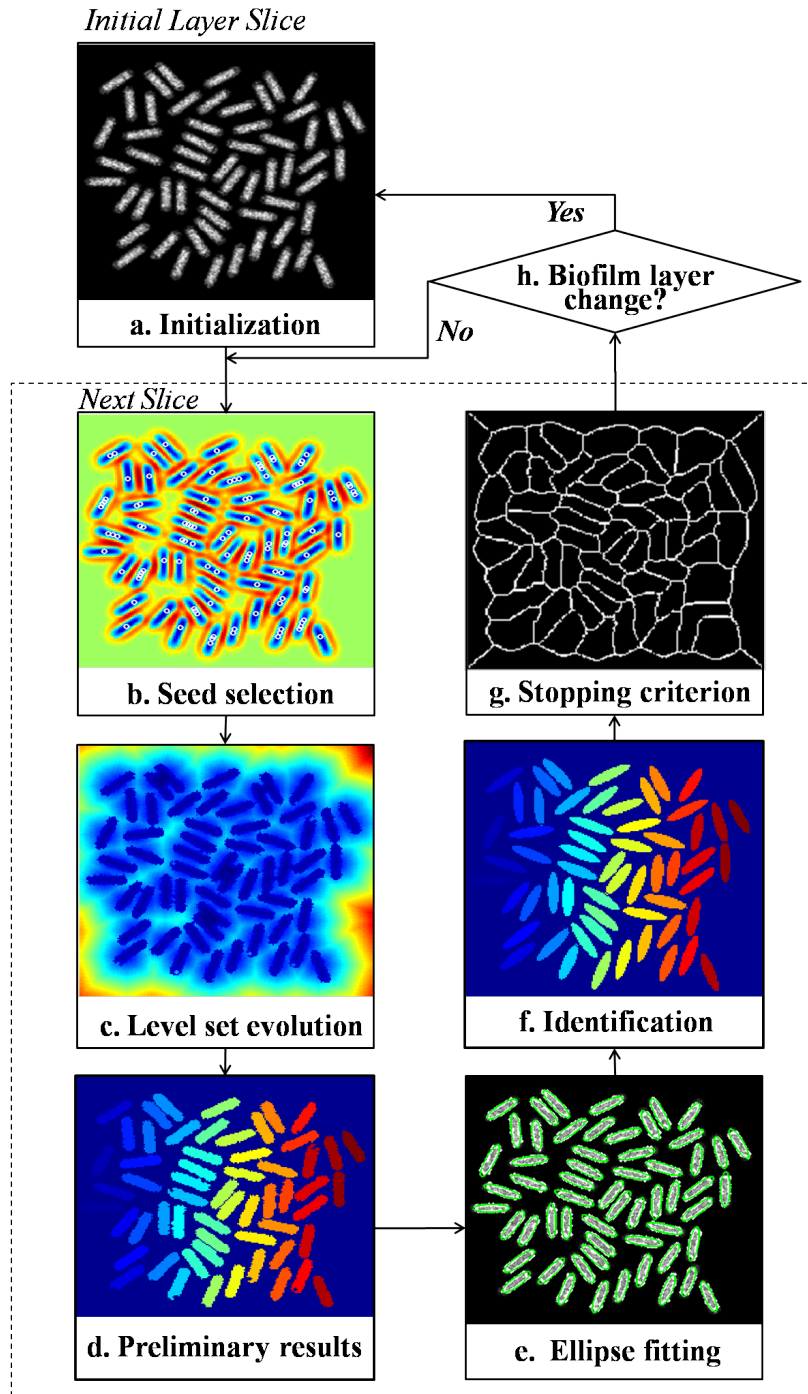 Initial Layer Slice
a. Initialization
Yes
h. Biofilm layer
change?
No
Next Slice
b. Seed selection
c. Level set evolution
d. Preliminary results
e. Ellipse fitting
f. Identification
g. Stopping criterion